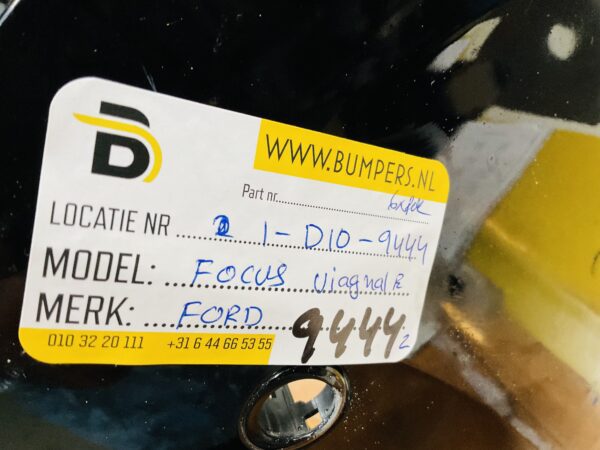 WWW.BUMPERS.NL
Part nr.
LOCATIE NR 1-D10-9444
MODEL: FOCUS
MERK: FORD 9444 2
010 32 20 111 +31 6 44 66 53 55